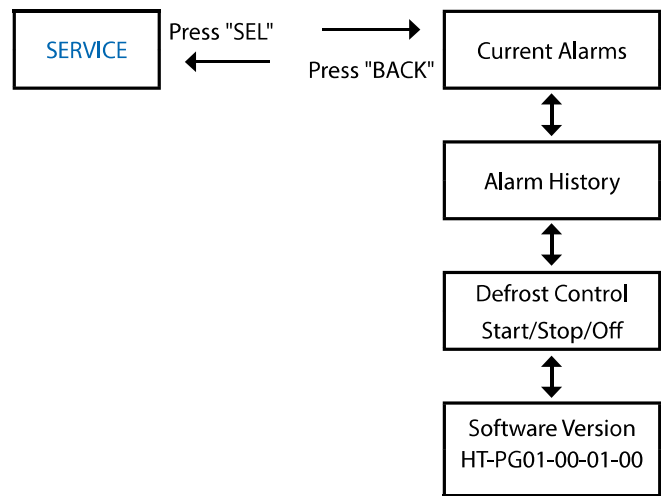 SERVICE
Press "SEL"
Press "BACK"
Current Alarms
Alarm History
Defrost Control
Start/Stop/Off
Software Version
HT-PG01-00-01-00